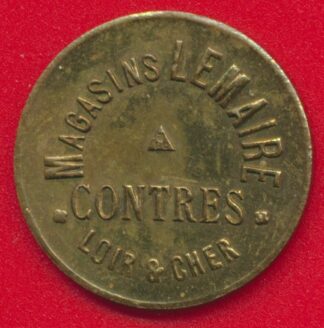 MAGASINS LEMAIRE
A
CONTRES
LOIR & CHER